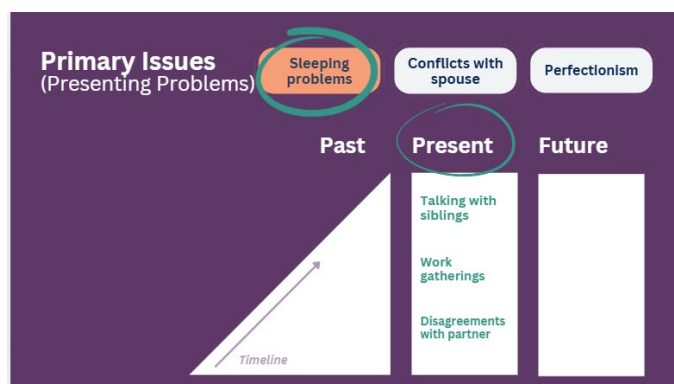 Primary Issues
(Presenting Problems)
Sleeping
problems
Conflicts with
spouse
Perfectionism
Past
Present
Future
Talking with
siblings
Work
gatherings
Disagreements
with partner
Timeline